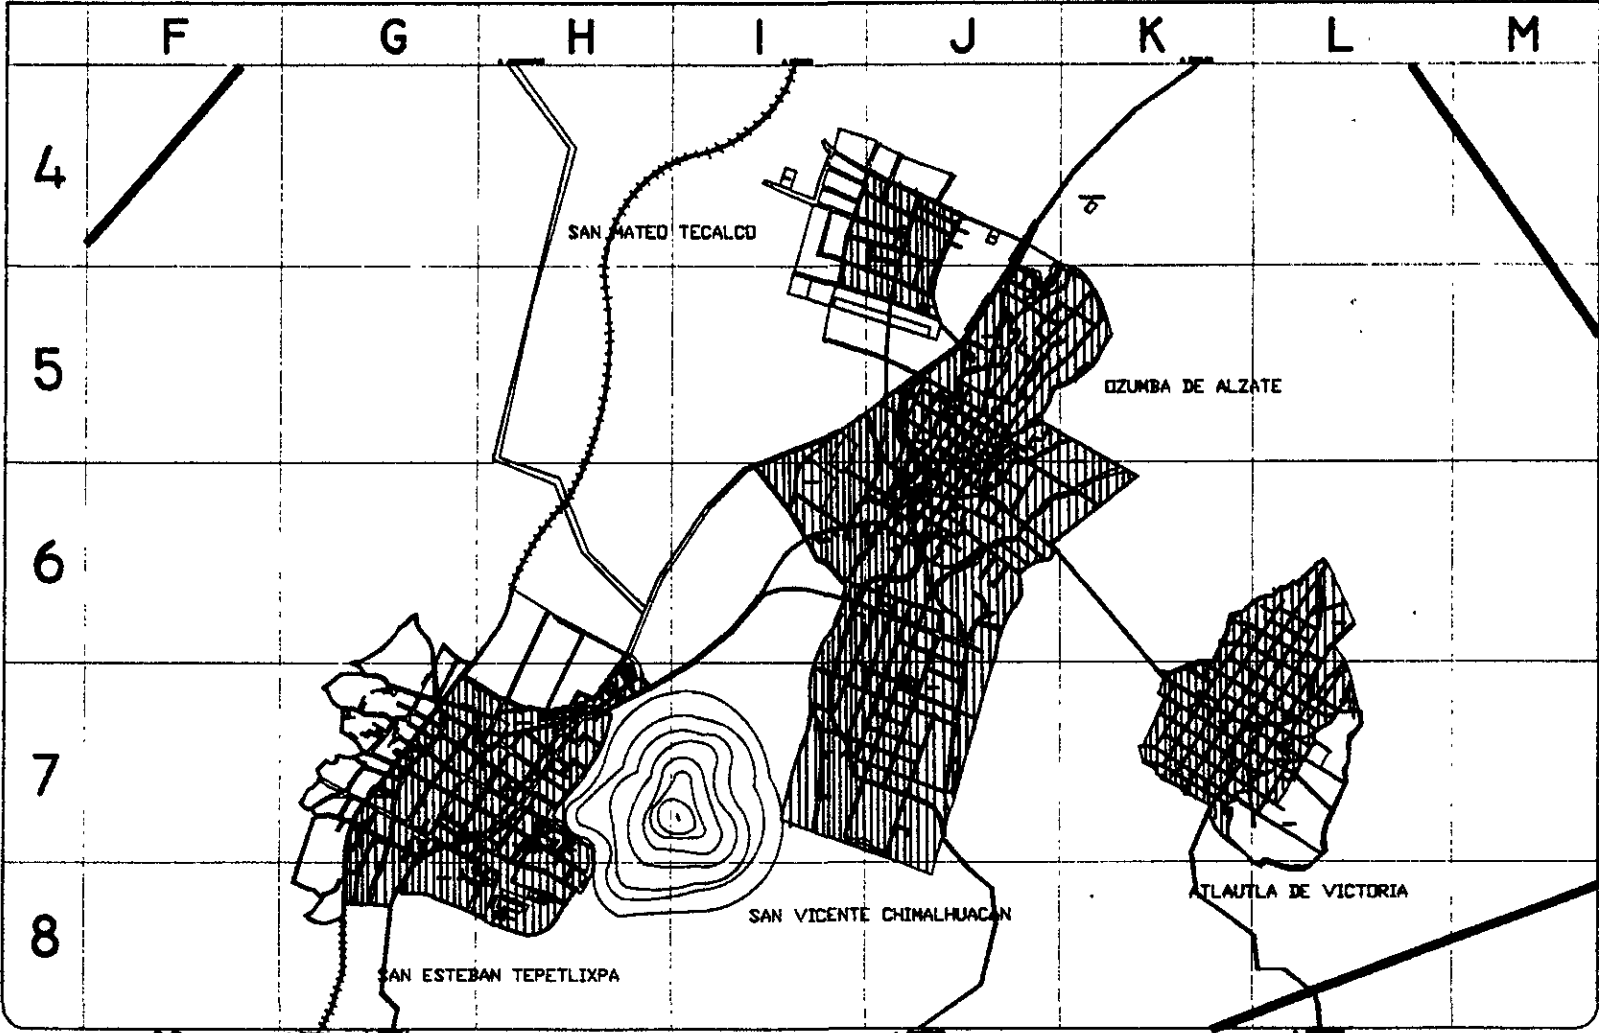 F G H I J K L M
4
SAN MATEO TECALCO
5
OZUMBA DE ALZATE
6
7
ATLAUTLA DE VICTORIA
SAN VICENTE CHIMALHUACAN
8
SAN ESTEBAN TEPETLIXPA